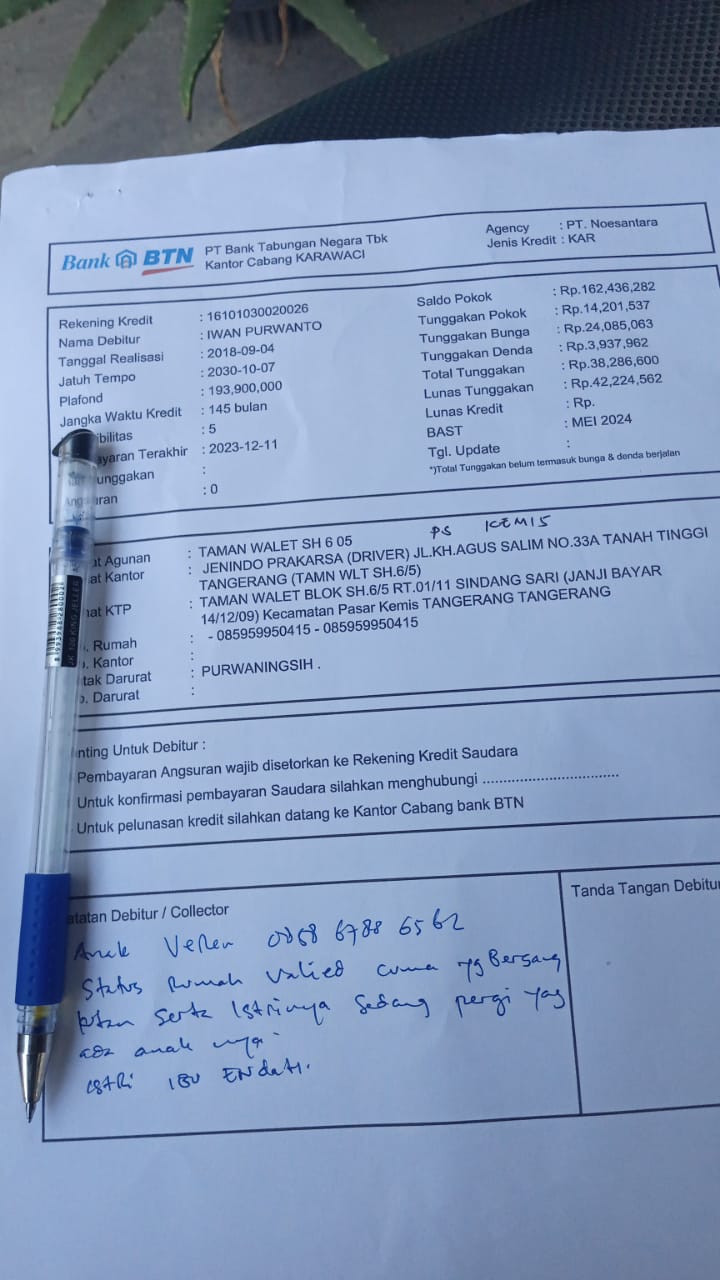 Bank BTN PT Bank Tabungan Negara Tbk
Kantor Cabang KARAWACI
Agency : PT. Noesantara
Jenis Kredit : KAR
Rekening Kredit : 16101030020026
Nama Debitur : IWAN PURWANTO
Tanggal Realisasi : 2018-09-04
Jatuh Tempo : 2030-10-07
Plafond : 193,900,000
Jangka Waktu Kredit : 145 bulan
ibilitas : 5
ayaran Terakhir : 2023-12-11
unggakan :
Angsuran : 0
Saldo Pokok : Rp.162,436,282
Tunggakan Pokok : Rp.14,201,537
Tunggakan Bunga : Rp.24,085,063
Tunggakan Denda : Rp.3,937,962
Total Tunggakan : Rp.38,286,600
Lunas Tunggakan : Rp.42,224,562
Lunas Kredit : Rp.
BAST : MEI 2024
Tgl. Update :
*)Total Tunggakan belum termasuk bunga & denda berjalan
PS KEMIS
at Agunan : TAMAN WALET SH 6 05
at Kantor : JENINDO PRAKARSA (DRIVER) JL.KH.AGUS SALIM NO.33A TANAH TINGGI
TANGERANG (TAMN WLT SH.6/5)
mat KTP : TAMAN WALET BLOK SH.6/5 RT.01/11 SINDANG SARI (JANJI BAYAR
14/12/09) Kecamatan Pasar Kemis TANGERANG TANGERANG
. Rumah : - 085959950415 - 085959950415
. Kantor :
tak Darurat : PURWANINGSIH .
o. Darurat :
nting Untuk Debitur :
Pembayaran Angsuran wajib disetorkan ke Rekening Kredit Saudara
Untuk konfirmasi pembayaran Saudara silahkan menghubungi .................................
Untuk pelunasan kredit silahkan datang ke Kantor Cabang bank BTN
atatan Debitur / Collector
Tanda Tangan Debitu
Anak Veren 0858 6788 6562
Status Rumah Valied cuma yg Bersang
ktan serta Istrinya sedang pergi yag
ada anak nya
istri IBU ENdati.